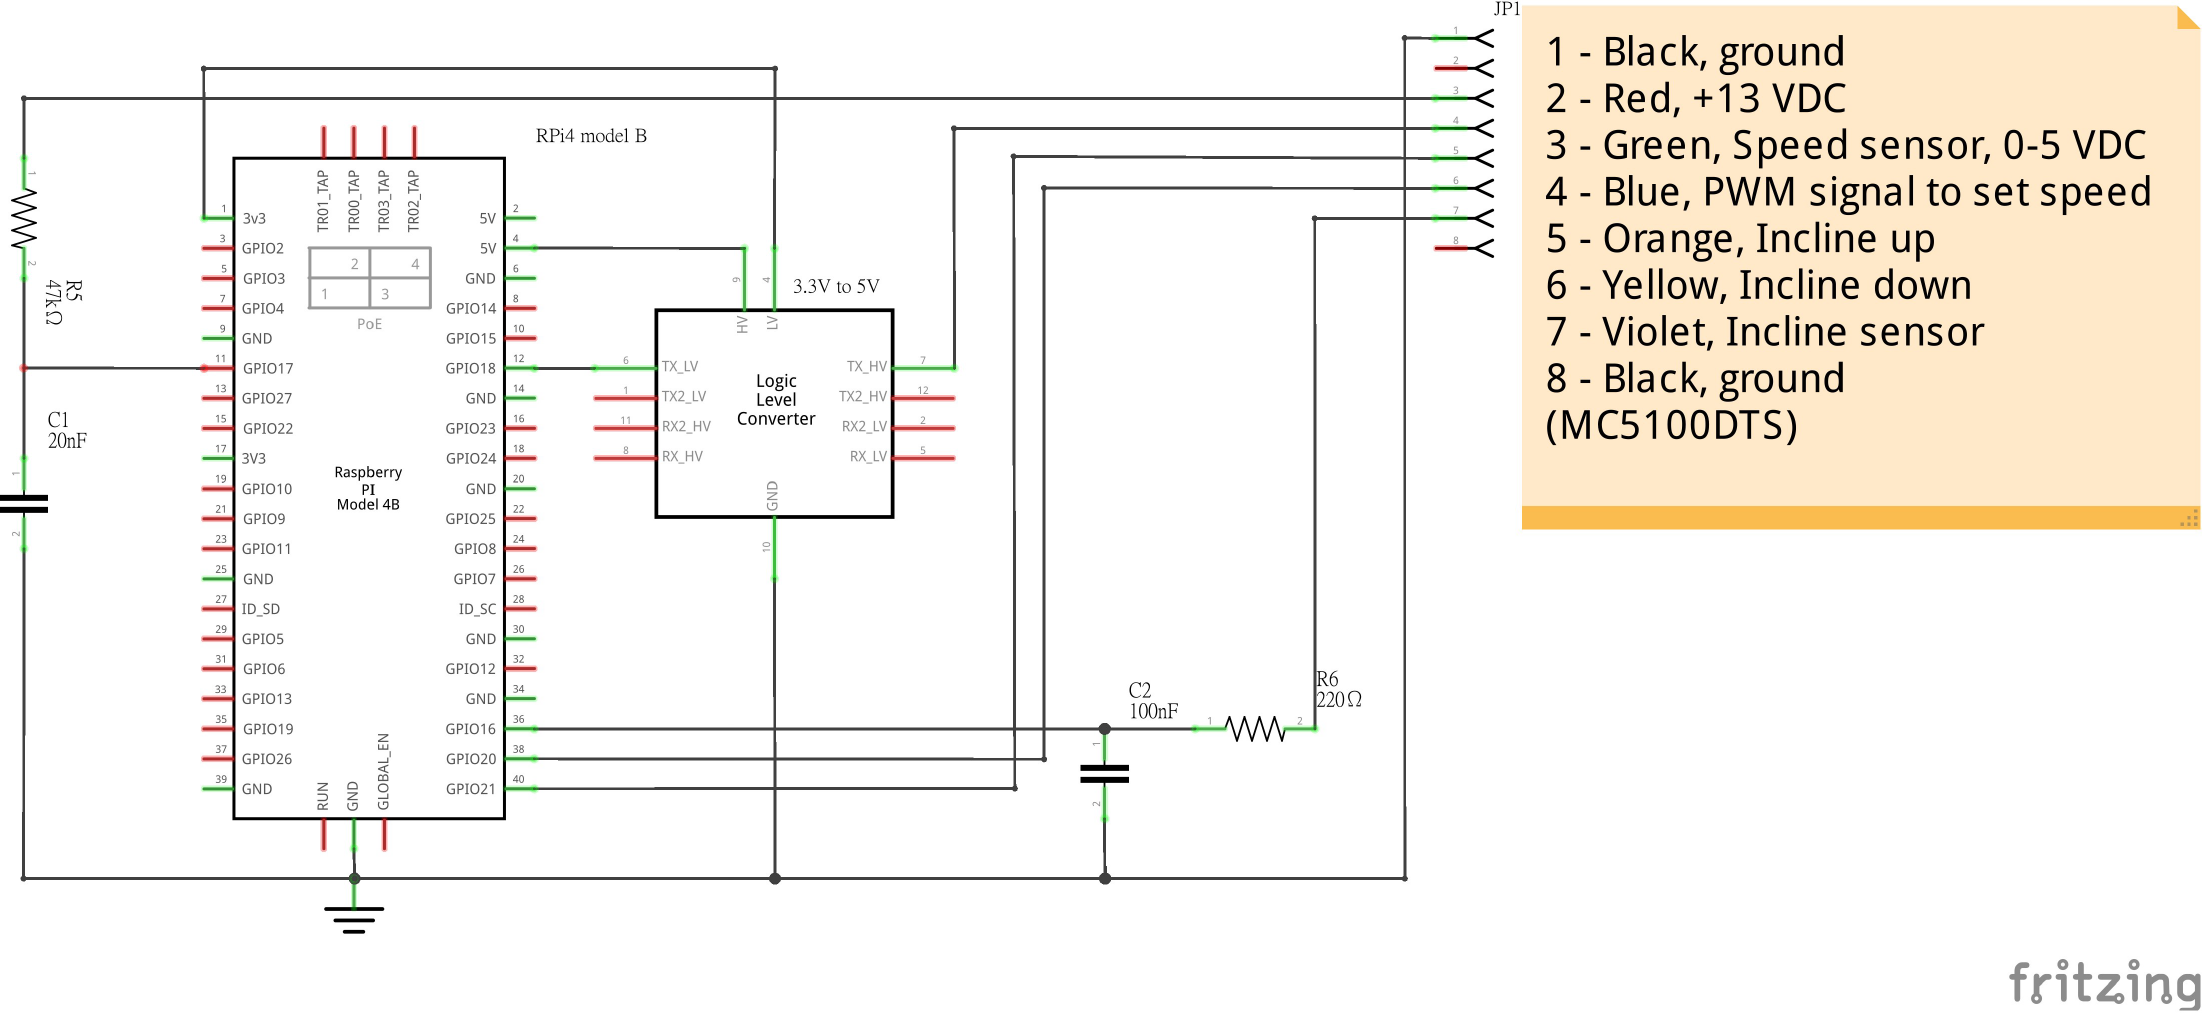 JP1
1
2
3
4
5
6
7
8
1 - Black, ground
2 - Red, +13 VDC
3 - Green, Speed sensor, 0-5 VDC
4 - Blue, PWM signal to set speed
5 - Orange, Incline up
6 - Yellow, Incline down
7 - Violet, Incline sensor
8 - Black, ground
(MC5100DTS)
RPi4 model B
TR01_TAP
TR00_TAP
TR03_TAP
TR02_TAP
1
2
R5
47kΩ
C1
20nF
1
2
2 4
1 3
PoE
Raspberry
PI
Model 4B
1 3v3
3 GPIO2
5 GPIO3
7 GPIO4
9 GND
11 GPIO17
13 GPIO27
15 GPIO22
17 3V3
19 GPIO10
21 GPIO9
23 GPIO11
25 GND
27 ID_SD
29 GPIO5
31 GPIO6
33 GPIO13
35 GPIO19
37 GPIO26
39 GND
5V 2
5V 4
GND 6
GPIO14 8
GPIO15 10
GPIO18 12
GND 14
GPIO23 16
GPIO24 18
GND 20
GPIO25 22
GPIO8 24
GPIO7 26
ID_SC 28
GND 30
GPIO12 32
GND 34
GPIO16 36
GPIO20 38
GPIO21 40
RUN
GND
GLOBAL_EN
3.3V to 5V
9
4
HV
LV
6 TX_LV
1 TX2_LV
11 RX2_HV
8 RX_HV
Logic
Level
Converter
TX_HV 7
TX2_HV 12
RX2_LV 2
RX_LV 5
GND
10
C2
100nF
1
2
R6
220Ω
1
2
fritzing